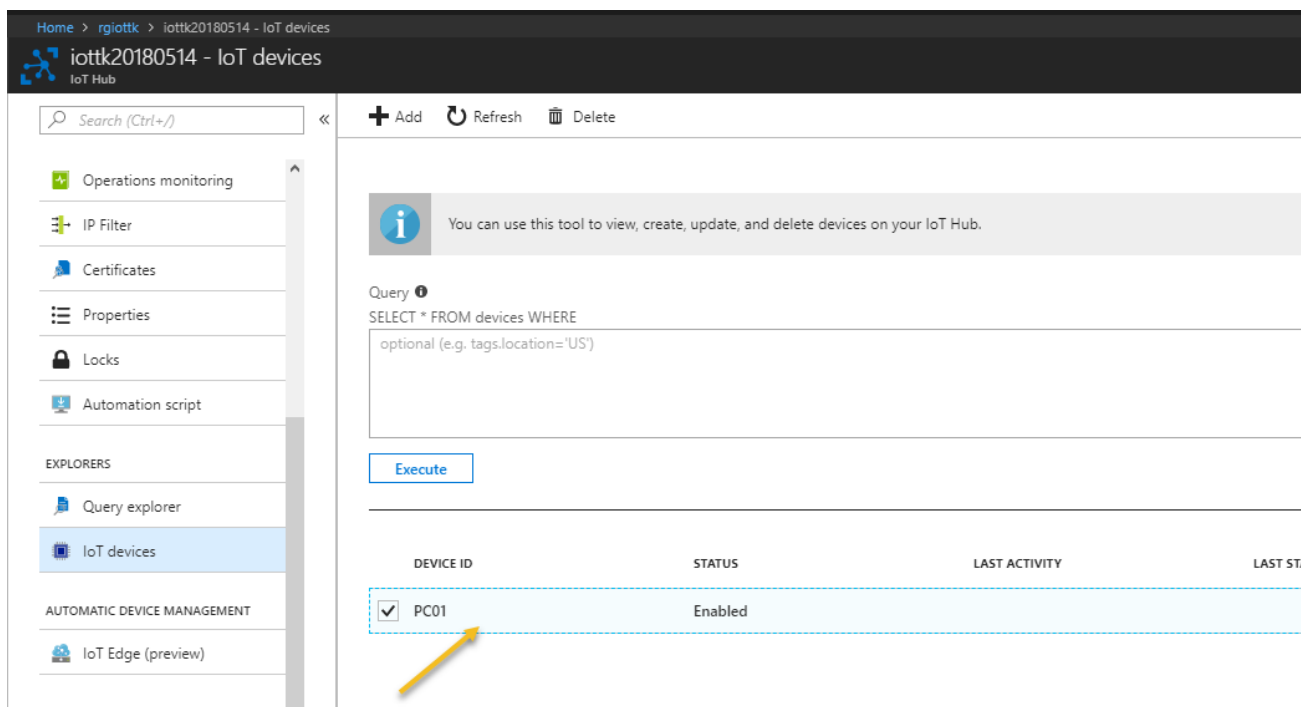 Home > rgiottk > iottk20180514 - IoT devices
iottk20180514 - IoT devices
IoT Hub
Search (Ctrl+/)
«
Operations monitoring
IP Filter
Certificates
Properties
Locks
Automation script
EXPLORERS
Query explorer
IoT devices
AUTOMATIC DEVICE MANAGEMENT
IoT Edge (preview)
Add Refresh Delete
You can use this tool to view, create, update, and delete devices on your IoT Hub.
Query
SELECT * FROM devices WHERE
optional (e.g. tags.location='US')
Execute
DEVICE ID STATUS LAST ACTIVITY LAST ST
PC01 Enabled